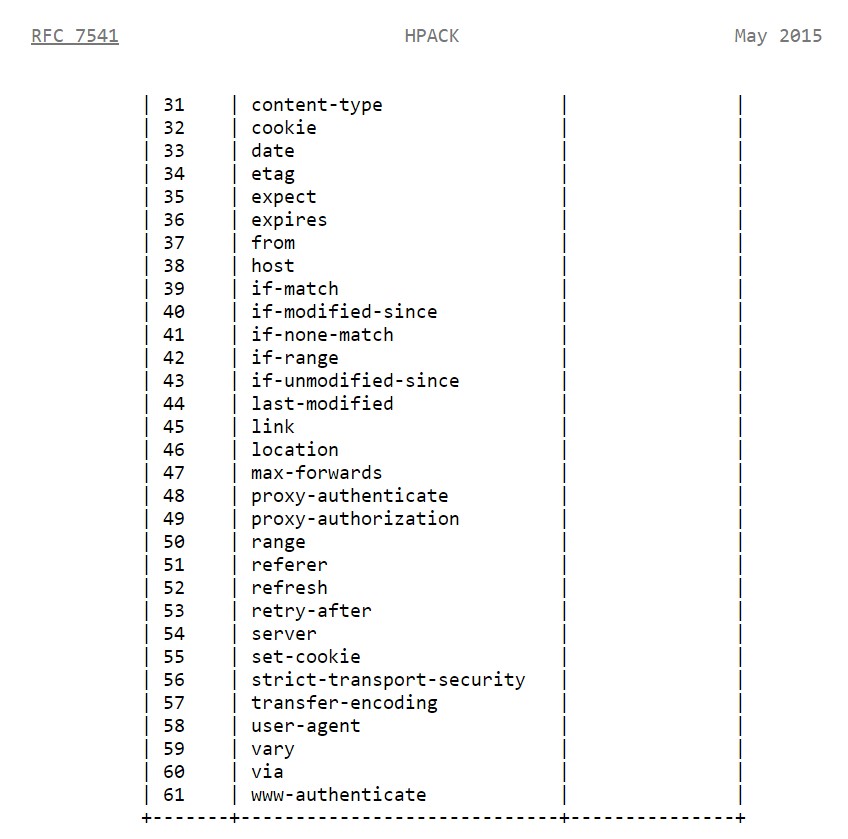 RFC 7541 HPACK May 2015
| 31 | content-type | |
| 32 | cookie | |
| 33 | date | |
| 34 | etag | |
| 35 | expect | |
| 36 | expires | |
| 37 | from | |
| 38 | host | |
| 39 | if-match | |
| 40 | if-modified-since | |
| 41 | if-none-match | |
| 42 | if-range | |
| 43 | if-unmodified-since | |
| 44 | last-modified | |
| 45 | link | |
| 46 | location | |
| 47 | max-forwards | |
| 48 | proxy-authenticate | |
| 49 | proxy-authorization | |
| 50 | range | |
| 51 | referer | |
| 52 | refresh | |
| 53 | retry-after | |
| 54 | server | |
| 55 | set-cookie | |
| 56 | strict-transport-security | |
| 57 | transfer-encoding | |
| 58 | user-agent | |
| 59 | vary | |
| 60 | via | |
| 61 | www-authenticate | |
+-------+-----------------------------+---------------+